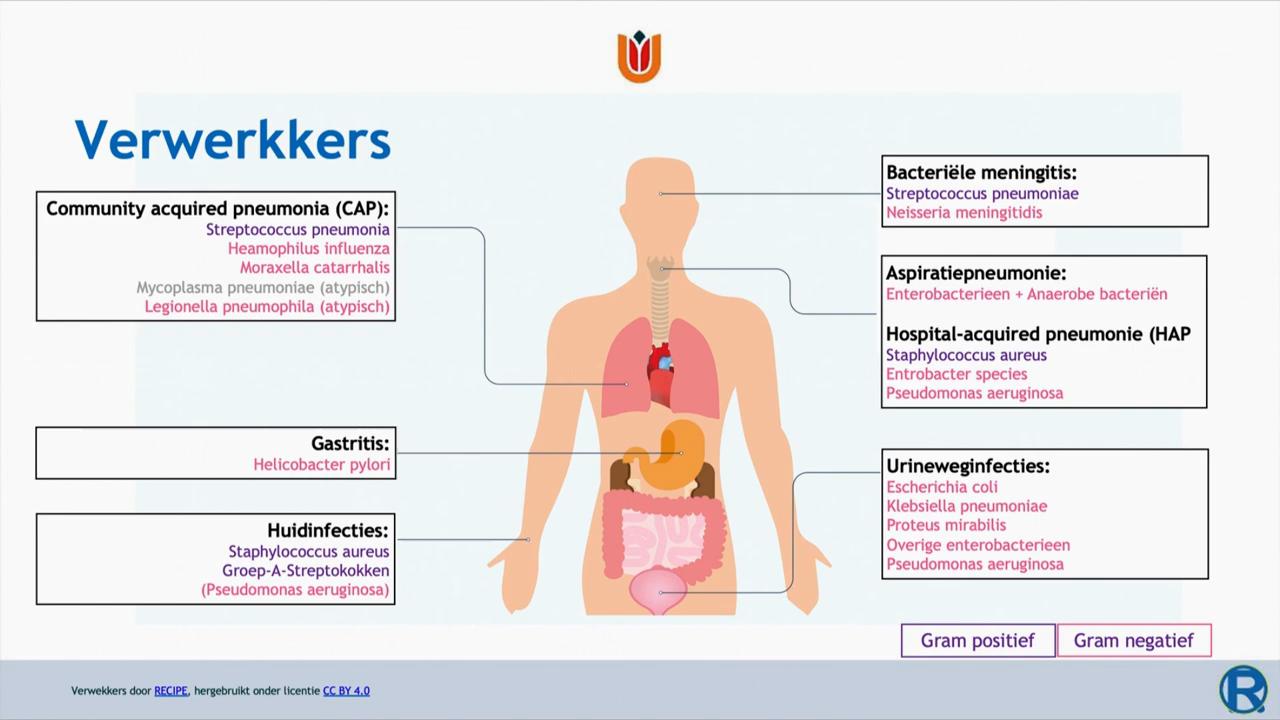 Verwerkkers
Community acquired pneumonia (CAP):
Streptococcus pneumonia
Heamophilus influenza
Moraxella catarrhalis
Mycoplasma pneumoniae (atypisch)
Legionella pneumophila (atypisch)
Gastritis:
Helicobacter pylori
Huidinfecties:
Staphylococcus aureus
Groep-A-Streptokokken
(Pseudomonas aeruginosa)
Bacteriële meningitis:
Streptococcus pneumoniae
Neisseria meningitidis
Aspiratiepneumonie:
Enterobacterieen + Anaerobe bacteriën
Hospital-acquired pneumonie (HAP
Staphylococcus aureus
Entrobacter species
Pseudomonas aeruginosa
Urineweginfecties:
Escherichia coli
Klebsiella pneumoniae
Proteus mirabilis
Overige enterobacterieen
Pseudomonas aeruginosa
Gram positief
Gram negatief
Verwekkers door RECIPE, hergebruikt onder licentie CC BY 4.0
R